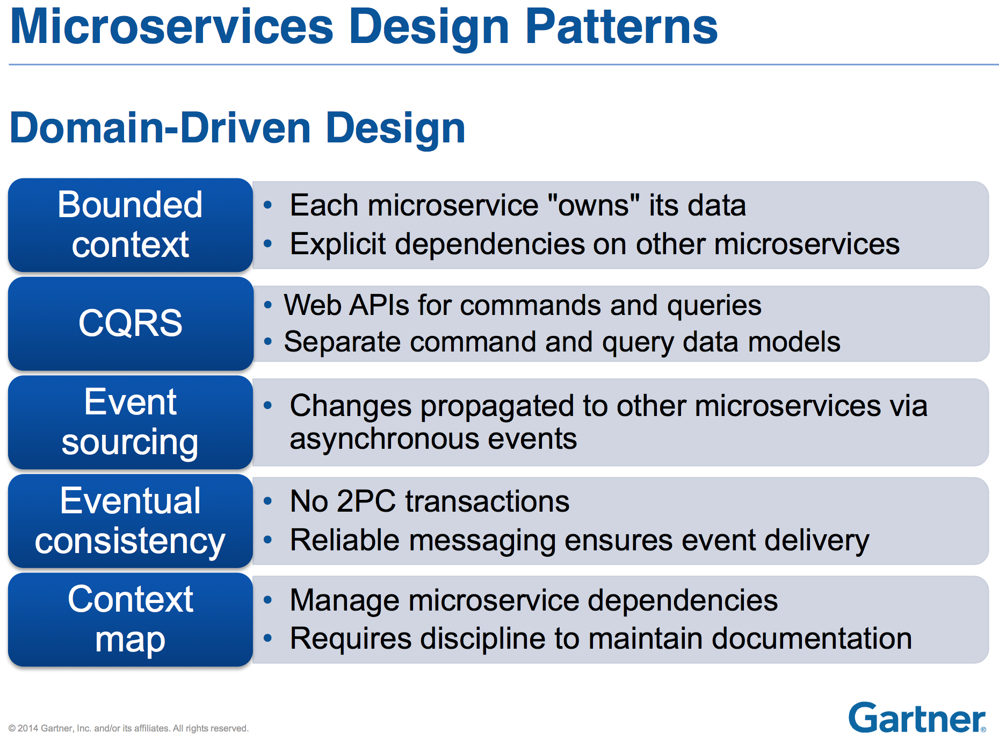 Microservices Design Patterns
Domain-Driven Design
Bounded
context
• Each microservice "owns" its data
• Explicit dependencies on other microservices
CQRS
• Web APIs for commands and queries
• Separate command and query data models
Event
sourcing
• Changes propagated to other microservices via
asynchronous events
Eventual
consistency
• No 2PC transactions
• Reliable messaging ensures event delivery
Context
map
• Manage microservice dependencies
• Requires discipline to maintain documentation
© 2014 Gartner, Inc. and/or its affiliates. All rights reserved.
Gartner®